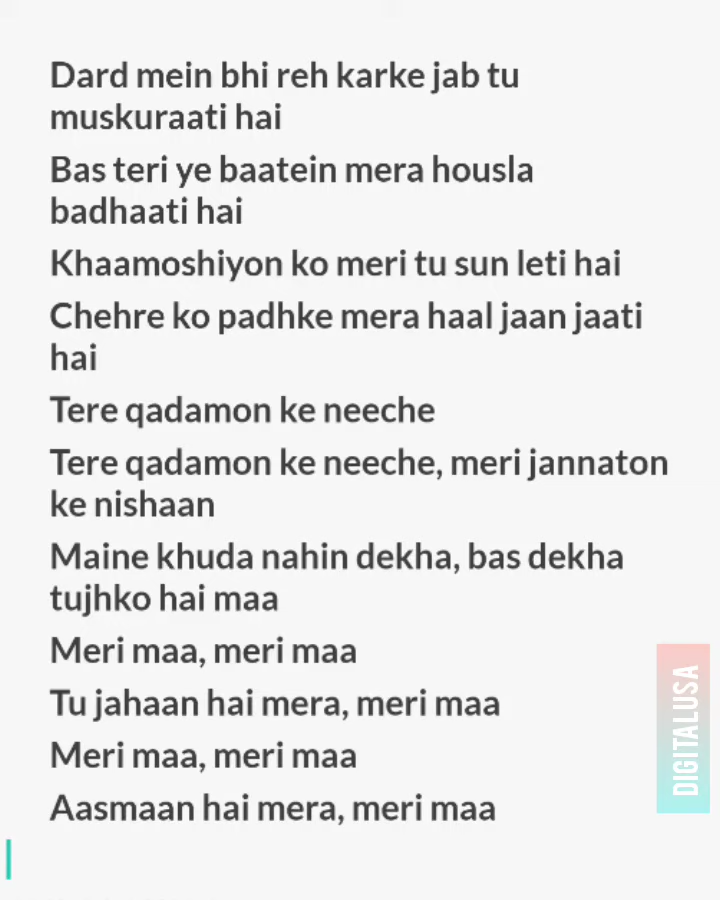 Dard mein bhi reh karke jab tu
muskuraati hai
Bas teri ye baatein mera housla
badhaati hai
Khaamoshiyon ko meri tu sun leti hai
Chehre ko padhke mera haal jaan jaati
hai
Tere qadamon ke neeche
Tere qadamon ke neeche, meri jannaton
ke nishaan
Maine khuda nahin dekha, bas dekha
tujhko hai maa
Meri maa, meri maa
Tu jahaan hai mera, meri maa
Meri maa, meri maa
Aasmaan hai mera, meri maa
DIGITALUSA